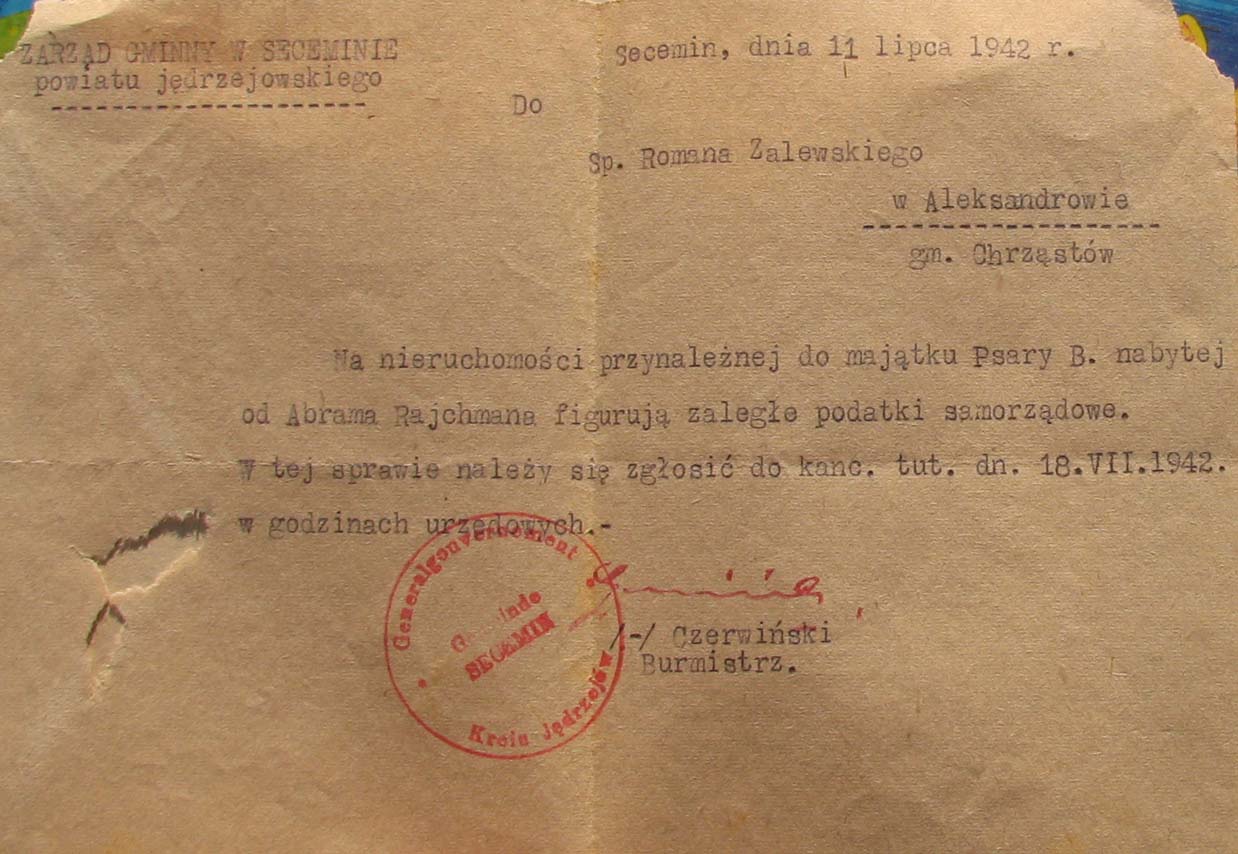 ZARZĄD GMINNY W SECEMINIE
powiatu jędrzejowskiego
Secemin, dnia 11 lipca 1942 r.
Do
Sp. Romana Zalewskiego
w Aleksandrowie
gm. Chrząstów
Na nieruchomości przynależnej do majątku Psary B. nabytej
od Abrama Rajchmana figurują zaległe podatki samorządowe.
W tej sprawie należy się zgłosić do kanc. tut. dn. 18.VII.1942.
w godzinach urzędowych.-
Generalgouvernement
Gemeinde
SECEMIN
Kreis Jędrzejów
/-/ Czerwiński
Burmistrz.